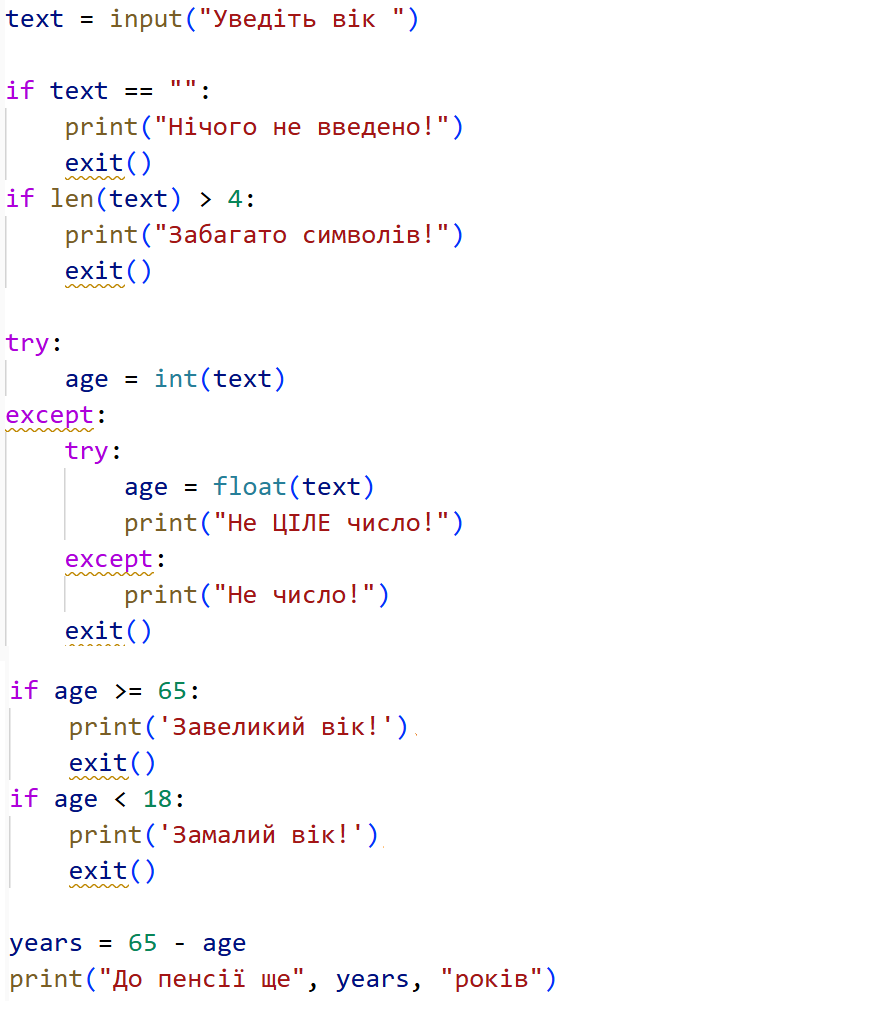 text = input("Уведіть вік ")

if text == "":
    print("Нічого не введено!")
    exit()
if len(text) > 4:
    print("Забагато символів!")
    exit()

try:
    age = int(text)
except:
    try:
        age = float(text)
        print("Не ЦІЛЕ число!")
    except:
        print("Не число!")
    exit()

if age >= 65:
    print('Завеликий вік!')
    exit()
if age < 18:
    print('Замалий вік!')
    exit()

years = 65 - age
print("До пенсії ще", years, "років")